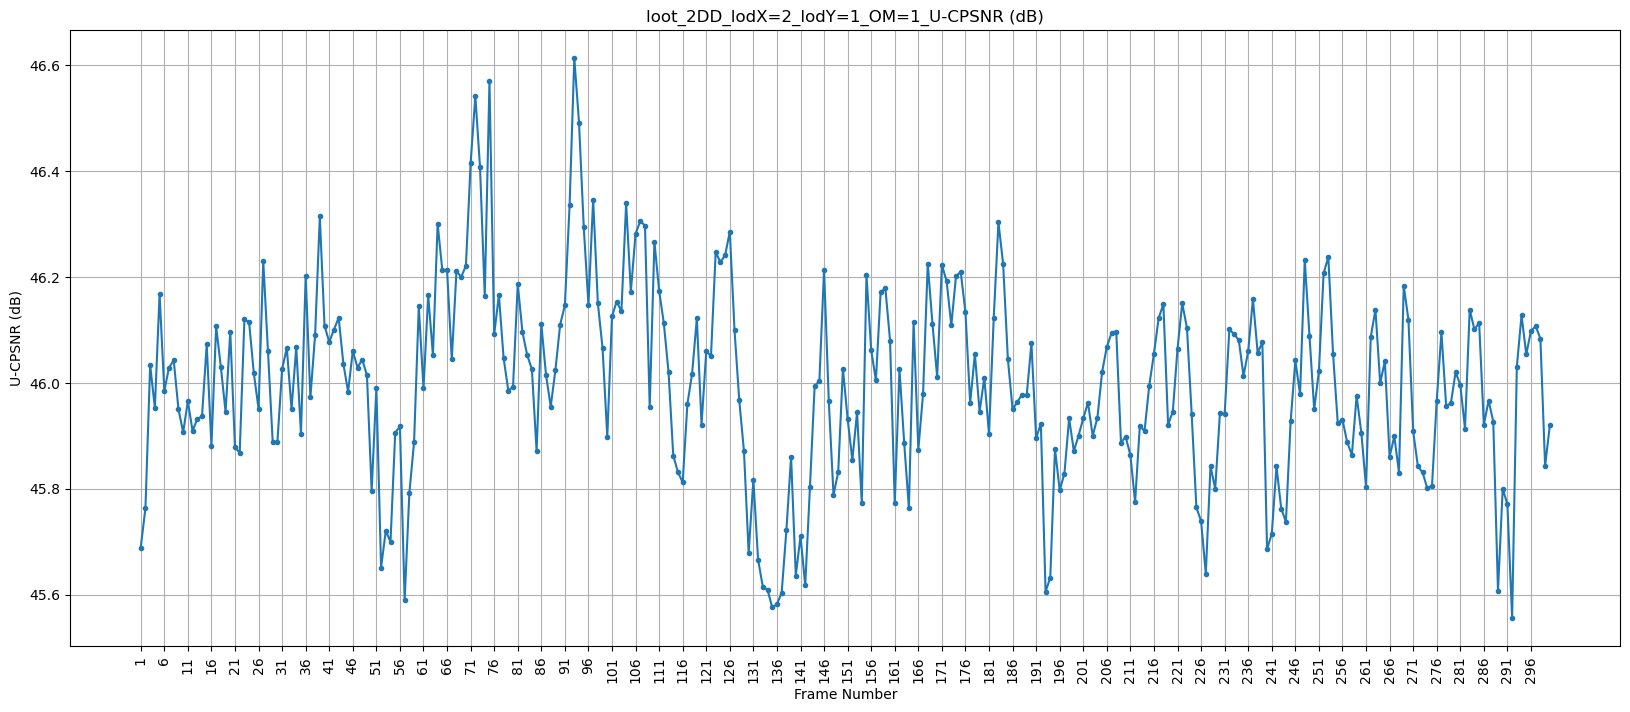 loot_2DD_lodX=2_lodY=1_OM=1_U-CPSNR (dB)
U-CPSNR (dB)
46.6
46.4
46.2
46.0
45.8
45.6
1 6 11 16 21 26 31 36 41 46 51 56 61 66 71 76 81 86 91 96 101 106 111 116 121 126 131 136 141 146 151 156 161 166 171 176 181 186 191 196 201 206 211 216 221 226 231 236 241 246 251 256 261 266 271 276 281 286 291 296
Frame Number